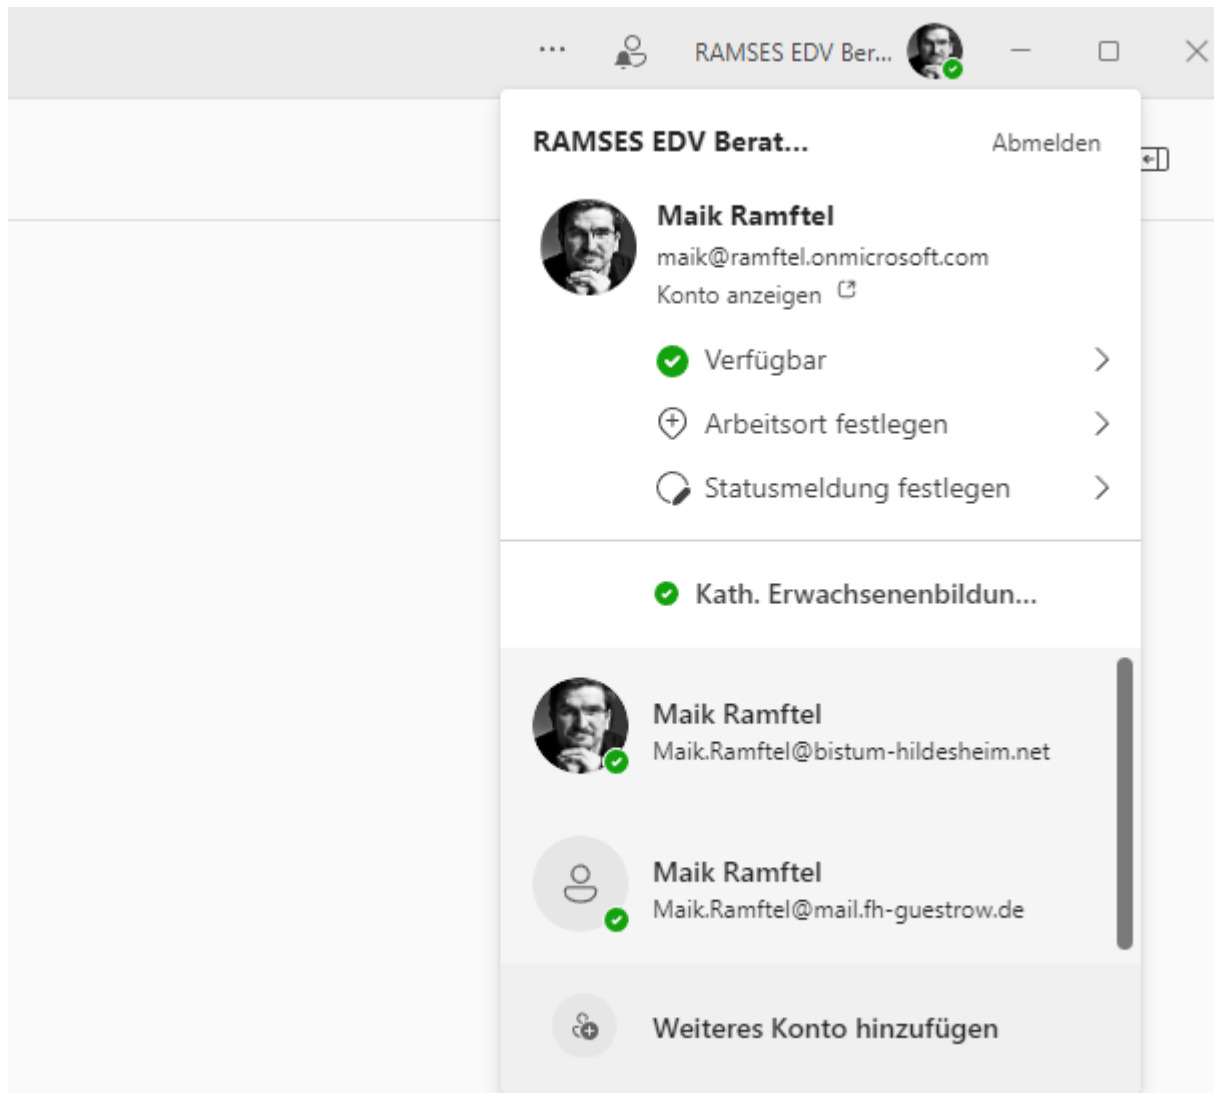 RAMSES EDV Ber...
RAMSES EDV Berat...
Abmelden
Maik Ramftel
maik@ramftel.onmicrosoft.com
Konto anzeigen
Verfügbar
Arbeitsort festlegen
Statusmeldung festlegen
Kath. Erwachsenenbildun...
Maik Ramftel
Maik.Ramftel@bistum-hildesheim.net
Maik Ramftel
Maik.Ramftel@mail.fh-guestrow.de
Weiteres Konto hinzufügen